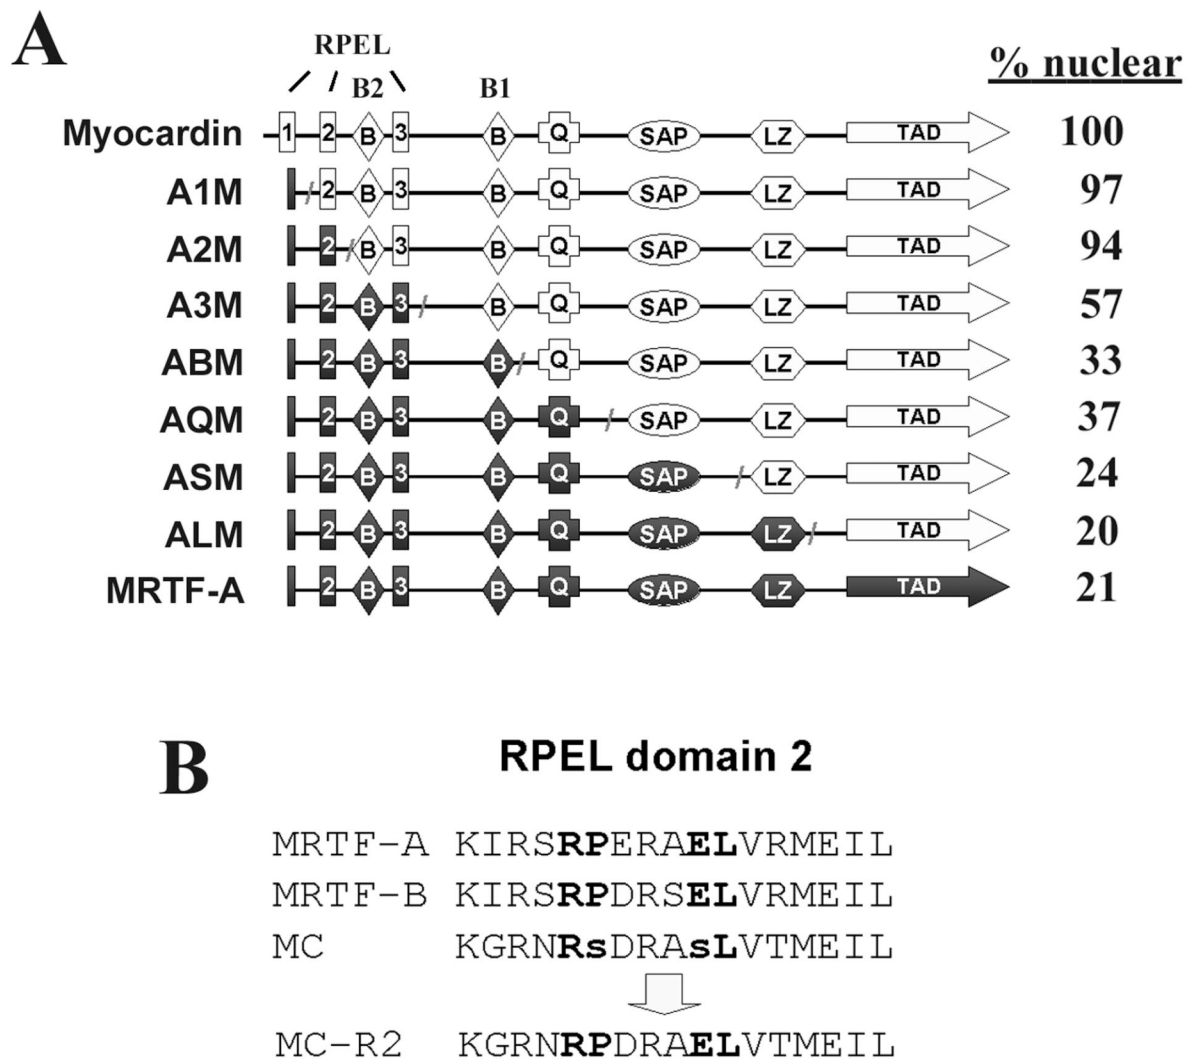 A
RPEL
B2 B1 % nuclear
Myocardin 1 2 B 3 B Q SAP LZ TAD 100
A1M 2 B 3 B Q SAP LZ TAD 97
A2M 2 B 3 B Q SAP LZ TAD 94
A3M 2 B 3 B Q SAP LZ TAD 57
ABM 2 B 3 B Q SAP LZ TAD 33
AQM 2 B 3 B Q SAP LZ TAD 37
ASM 2 B 3 B Q SAP LZ TAD 24
ALM 2 B 3 B Q SAP LZ TAD 20
MRTF-A 2 B 3 B Q SAP LZ TAD 21
B
RPEL domain 2
MRTF-A KIRSRPERAELVRMEIL
MRTF-B KIRSRPDRSELVRMEIL
MC KGRNRsDRAsLVTMEIL
MC-R2 KGRNRPDRAELVTMEIL